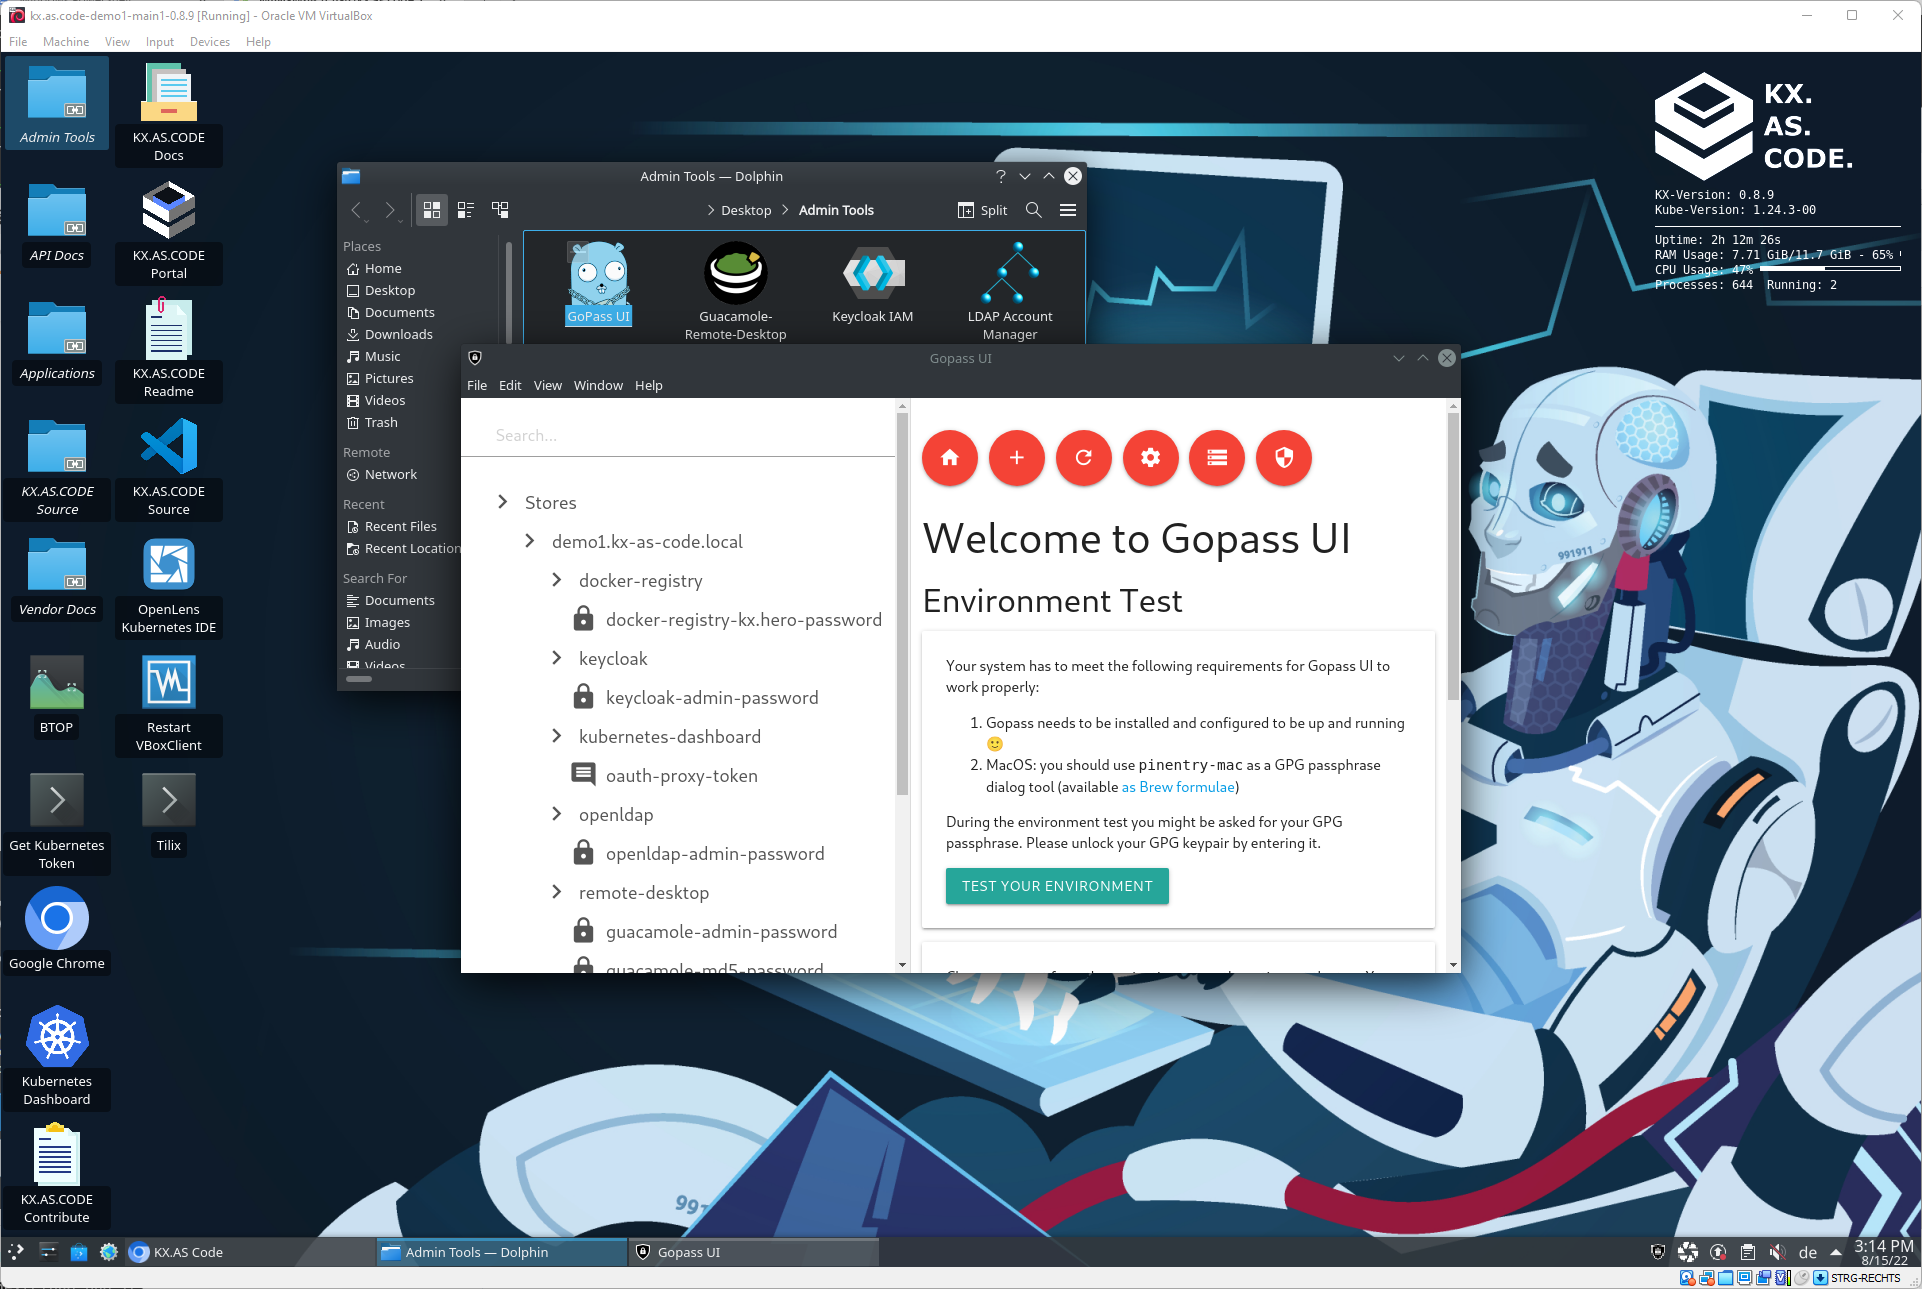 kx.as.code-demo1-main1-0.8.9 [Running] - Oracle VM VirtualBox
File Machine View Input Devices Help
Admin Tools
KX.AS.CODE
Docs
API Docs
KX.AS.CODE
Portal
Applications
KX.AS.CODE
Readme
KX.AS.CODE
Source
KX.AS.CODE
Source
Vendor Docs
OpenLens
Kubernetes IDE
BTOP
Restart
VBoxClient
Get Kubernetes
Token
Tilix
Google Chrome
Kubernetes
Dashboard
KX.AS.CODE
Contribute
KX.
AS.
CODE.
KX-Version: 0.8.9
Kube-Version: 1.24.3-00
Uptime: 2h 12m 26s
RAM Usage: 7.71 GiB/11.7 GiB - 65%
CPU Usage: 47%
Processes: 644 Running: 2
Admin Tools — Dolphin
Desktop Admin Tools
Split
Places
Home
Desktop
Documents
Downloads
Music
Pictures
Videos
Trash
Remote
Network
Recent
Recent Files
Recent Location
Search For
Documents
Images
Audio
Videos
GoPass UI
Guacamole-
Remote-Desktop
Keycloak IAM
LDAP Account
Manager
Gopass UI
File Edit View Window Help
Search...
Stores
demo1.kx-as-code.local
docker-registry
docker-registry-kx.hero-password
keycloak
keycloak-admin-password
kubernetes-dashboard
oauth-proxy-token
openldap
openldap-admin-password
remote-desktop
guacamole-admin-password
guacamole-md5-password
Welcome to Gopass UI
Environment Test
Your system has to meet the following requirements for Gopass UI to
work properly:
1. Gopass needs to be installed and configured to be up and running
🙂
2. MacOS: you should use pinentry-mac as a GPG passphrase
dialog tool (available as Brew formulae)
During the environment test you might be asked for your GPG
passphrase. Please unlock your GPG keypair by entering it.
TEST YOUR ENVIRONMENT
991911
991
KX.AS Code
Admin Tools — Dolphin
Gopass UI
de
3:14 PM
8/15/22
STRG-RECHTS